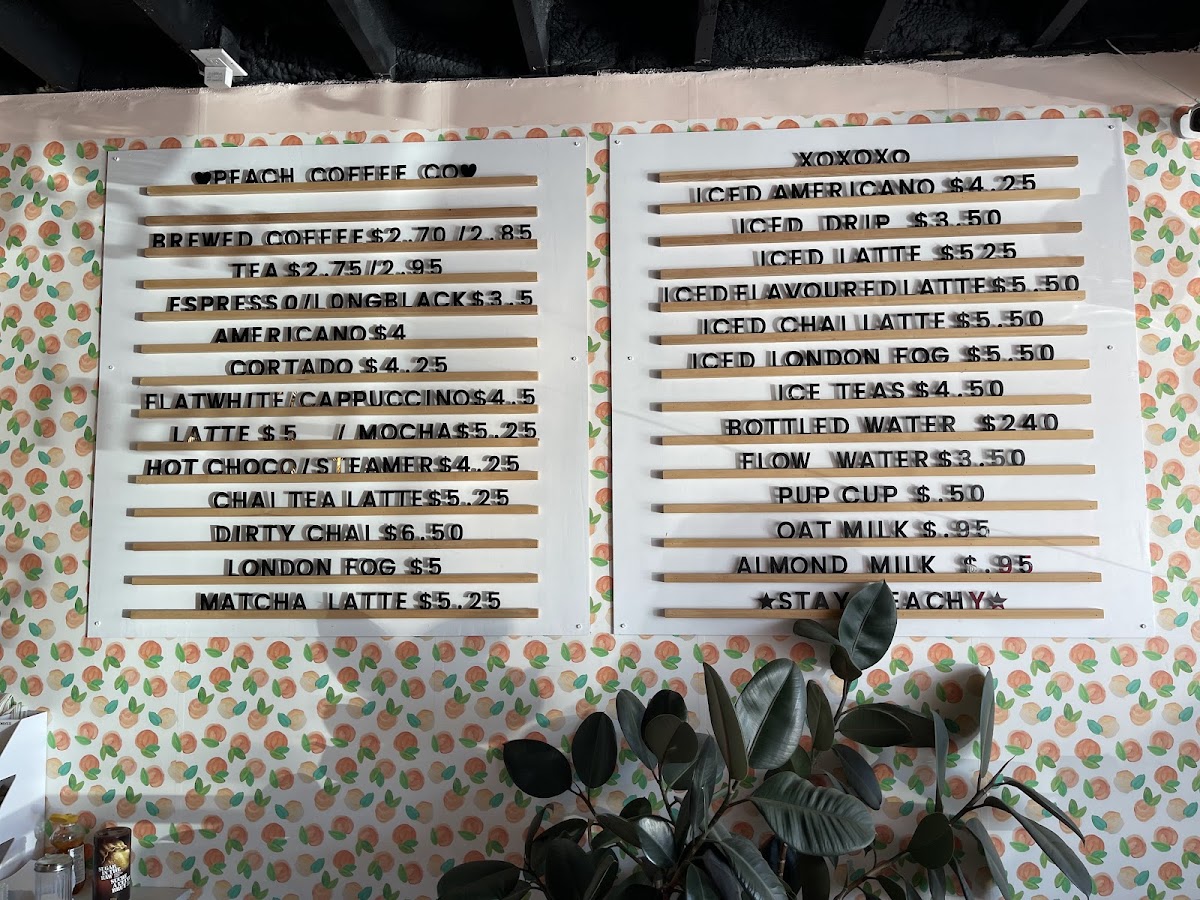 ♥PEACH COFFEE CO♥
BREWED COFFEE $2.70 /2.85
TEA $2.75/2.95
ESPRESSO/LONGBLACK $3.5
AMERICANO $4
CORTADO $4.25
FLATWHITE/CAPPUCCINO $4.5
LATTE $5 / MOCHA $5.25
HOT CHOCO/STEAMER $4.25
CHAI TEA LATTE $5.25
DIRTY CHAI $6.50
LONDON FOG $5
MATCHA LATTE $5.25
XOXOXO
ICED AMERICANO $4.25
ICED DRIP $3.50
ICED LATTE $525
ICED FLAVOURED LATTE $5.50
ICED CHAI LATTE $5.50
ICED LONDON FOG $5.50
ICE TEAS $4.50
BOTTLED WATER $240
FLOW WATER $3.50
PUP CUP $.50
OAT MILK $.95
ALMOND MILK $.95
★STAY PEACHY★